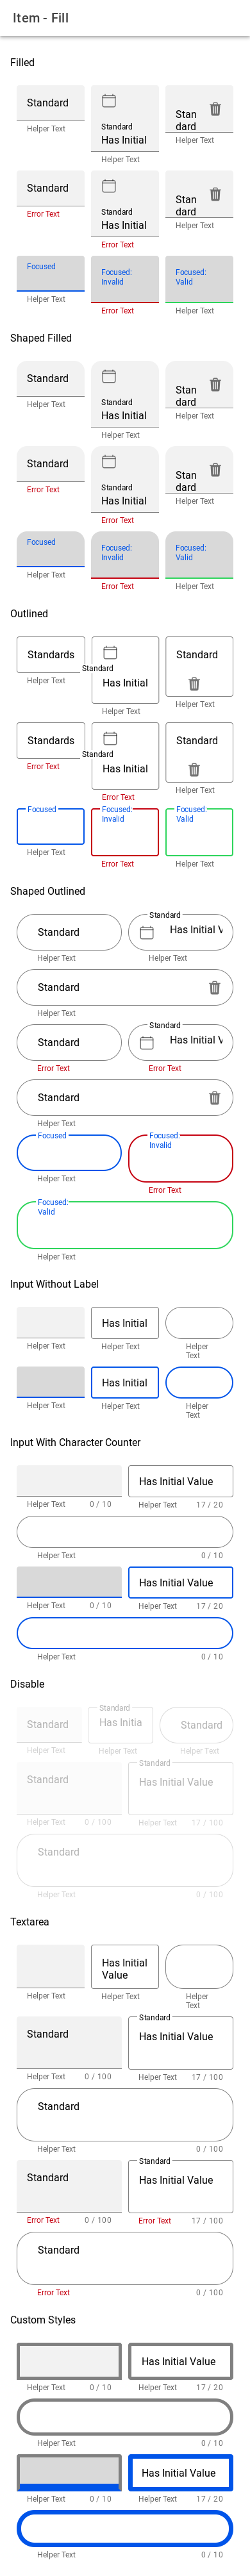 Item - Fill
Filled
Standard
Helper Text
Standard
Has Initial
Helper Text
Stan
dard
Helper Text
Standard
Error Text
Standard
Has Initial
Error Text
Stan
dard
Helper Text
Focused
Helper Text
Focused:
Invalid
Error Text
Focused:
Valid
Helper Text
Shaped Filled
Standard
Helper Text
Standard
Has Initial
Helper Text
Stan
dard
Helper Text
Standard
Error Text
Standard
Has Initial
Error Text
Stan
dard
Helper Text
Focused
Helper Text
Focused:
Invalid
Error Text
Focused:
Valid
Helper Text
Outlined
Standards
Helper Text
Standard
Has Initial
Helper Text
Standard
Helper Text
Standards
Error Text
Standard
Has Initial
Error Text
Standard
Helper Text
Focused
Helper Text
Focused:
Invalid
Error Text
Focused:
Valid
Helper Text
Shaped Outlined
Standard
Helper Text
Standard
Has Initial V
Helper Text
Standard
Helper Text
Standard
Error Text
Standard
Has Initial V
Error Text
Standard
Helper Text
Focused
Helper Text
Focused:
Invalid
Error Text
Focused:
Valid
Helper Text
Input Without Label
Helper Text
Has Initial
Helper Text
Helper
Text
Helper Text
Has Initial
Helper Text
Helper
Text
Input With Character Counter
Helper Text 0 / 10
Has Initial Value
Helper Text 17 / 20
Helper Text 0 / 10
Helper Text 0 / 10
Has Initial Value
Helper Text 17 / 20
Helper Text 0 / 10
Disable
Standard
Helper Text
Standard
Has Initia
Helper Text
Standard
Helper Text
Standard
Helper Text 0 / 100
Standard
Has Initial Value
Helper Text 17 / 100
Standard
Helper Text 0 / 100
Textarea
Helper Text
Has Initial
Value
Helper Text
Helper
Text
Standard
Helper Text 0 / 100
Standard
Has Initial Value
Helper Text 17 / 100
Standard
Helper Text 0 / 100
Standard
Error Text 0 / 100
Standard
Has Initial Value
Error Text 17 / 100
Standard
Error Text 0 / 100
Custom Styles
Helper Text 0 / 10
Has Initial Value
Helper Text 17 / 20
Helper Text 0 / 10
Helper Text 0 / 10
Has Initial Value
Helper Text 17 / 20
Helper Text 0 / 10